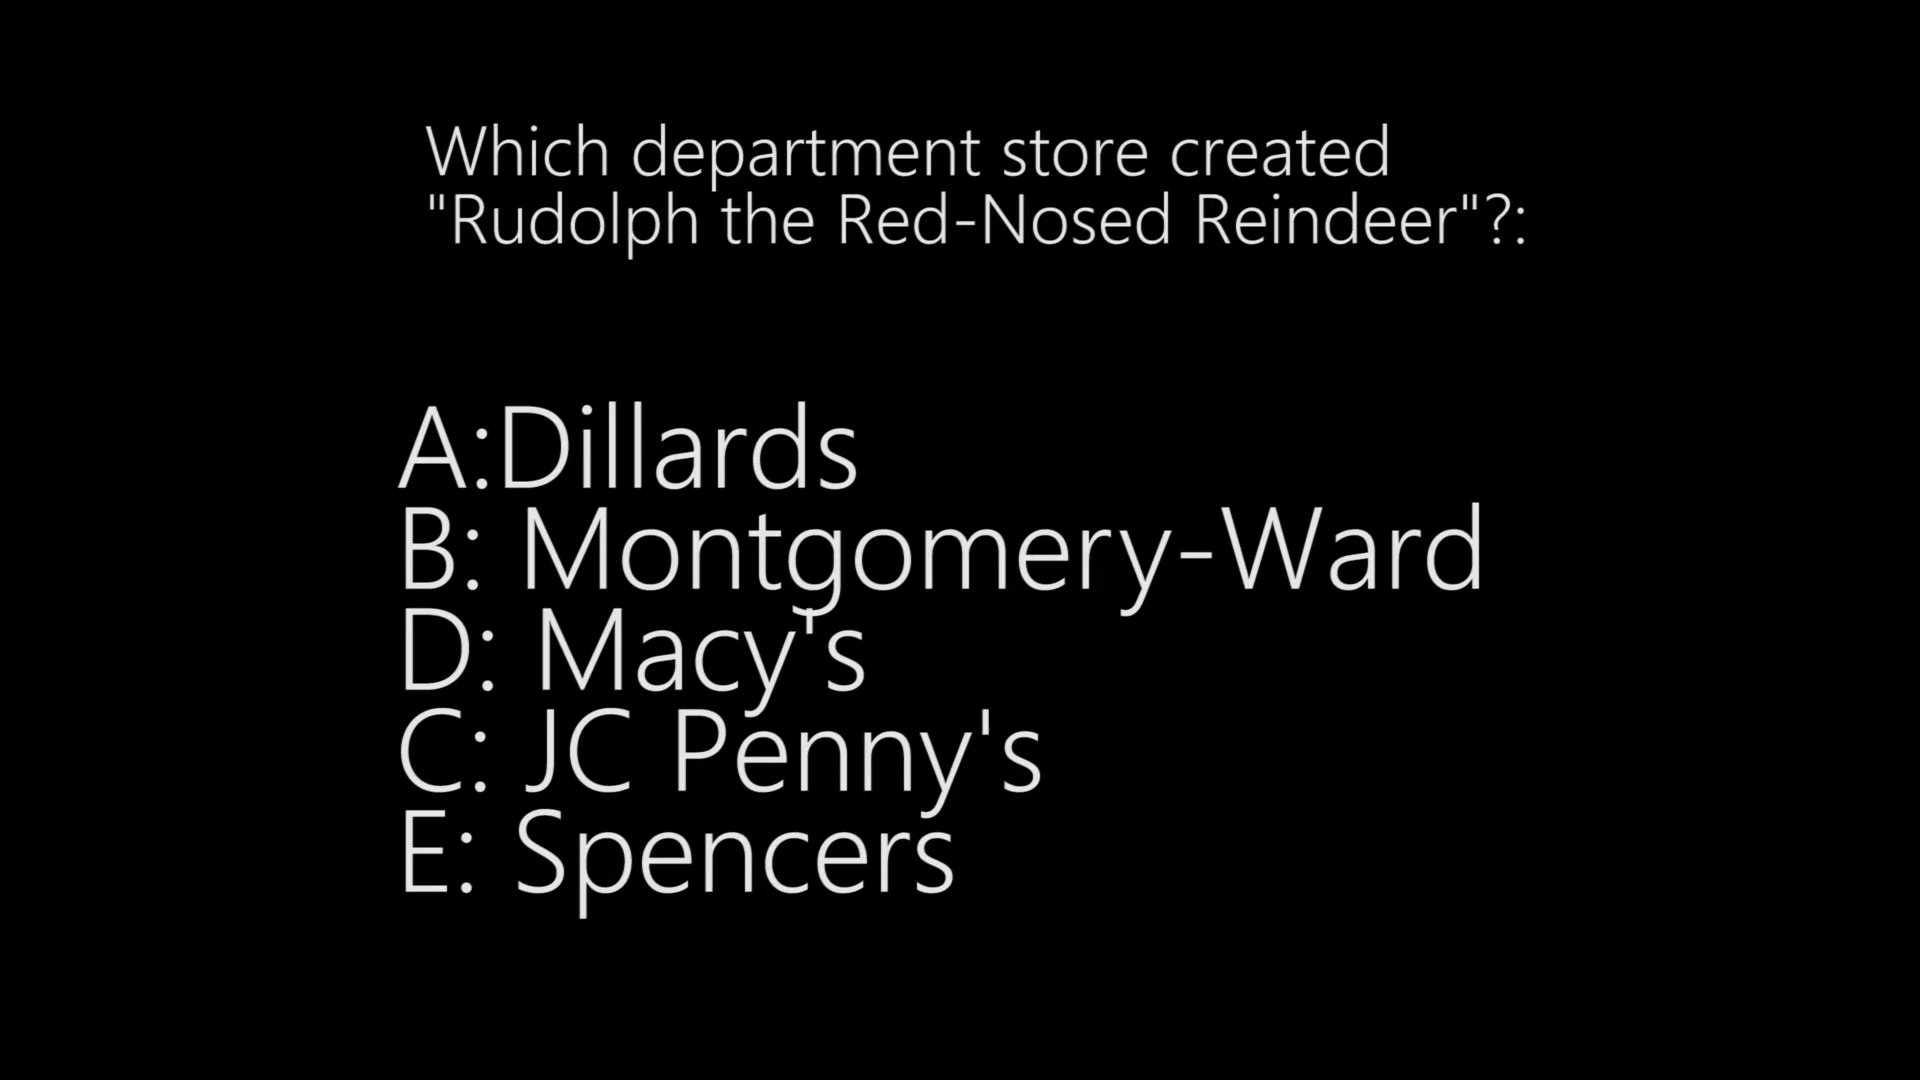 Which department store created
"Rudolph the Red-Nosed Reindeer"?:
A:Dillards
B: Montgomery-Ward
D: Macy's
C: JC Penny's
E: Spencers